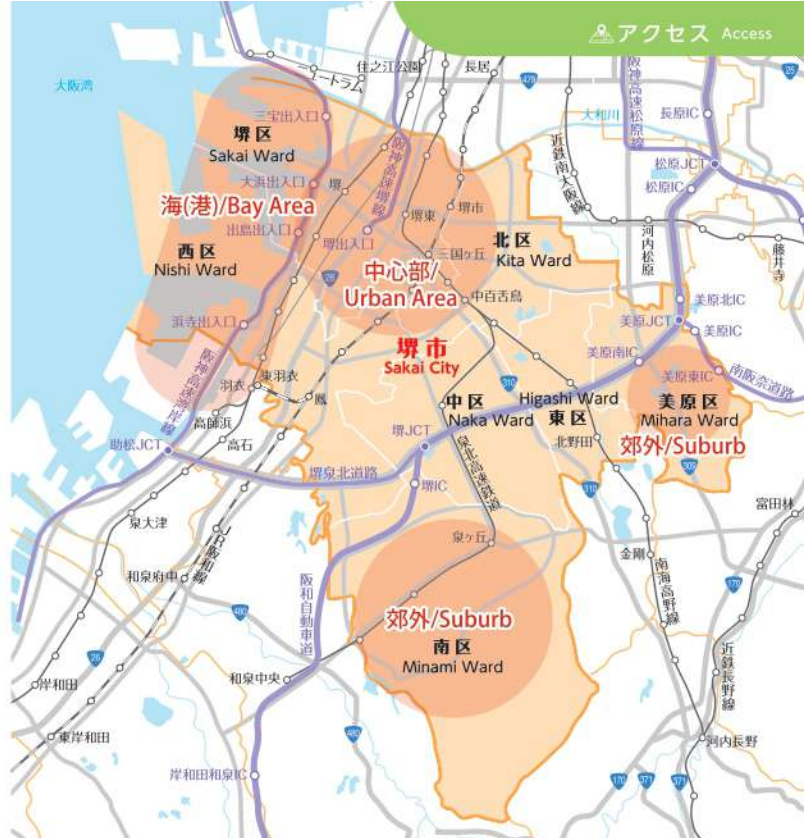 アクセス Access
大阪湾
ニュートラム
住之江公園
長居
479
阪神高速松原線
25
大和川
長原IC
三宝出入口
堺区
Sakai Ward
阪神高速堺線
近鉄南大阪線
松原JCT
松原IC
大浜出入口
堺
堺東
堺市
海(港)/Bay Area
出島出入口
堺出入口
三国ヶ丘
北区
Kita Ward
河内松原
藤井寺
西区
Nishi Ward
26
中心部/
Urban Area
中百舌鳥
美原北IC
浜寺出入口
美原JCT
美原IC
堺市
Sakai City
美原南IC
阪神高速湾岸線
羽衣
東羽衣
鳳
310
美原東IC
南阪奈道路
高師浜
中区
Naka Ward
Higashi Ward
東区
美原区
Mihara Ward
高石
助松JCT
堺JCT
北野田
郊外/Suburb
堺泉北道路
堺IC
泉北高速鉄道
310
309
泉大津
JR阪和線
泉ヶ丘
富田林
和泉府中
金剛
南海高野線
阪和自動車道
480
170
郊外/Suburb
南区
Minami Ward
26
和泉中央
近鉄長野線
岸和田
480
東岸和田
河内長野
岸和田和泉IC
170
371
371